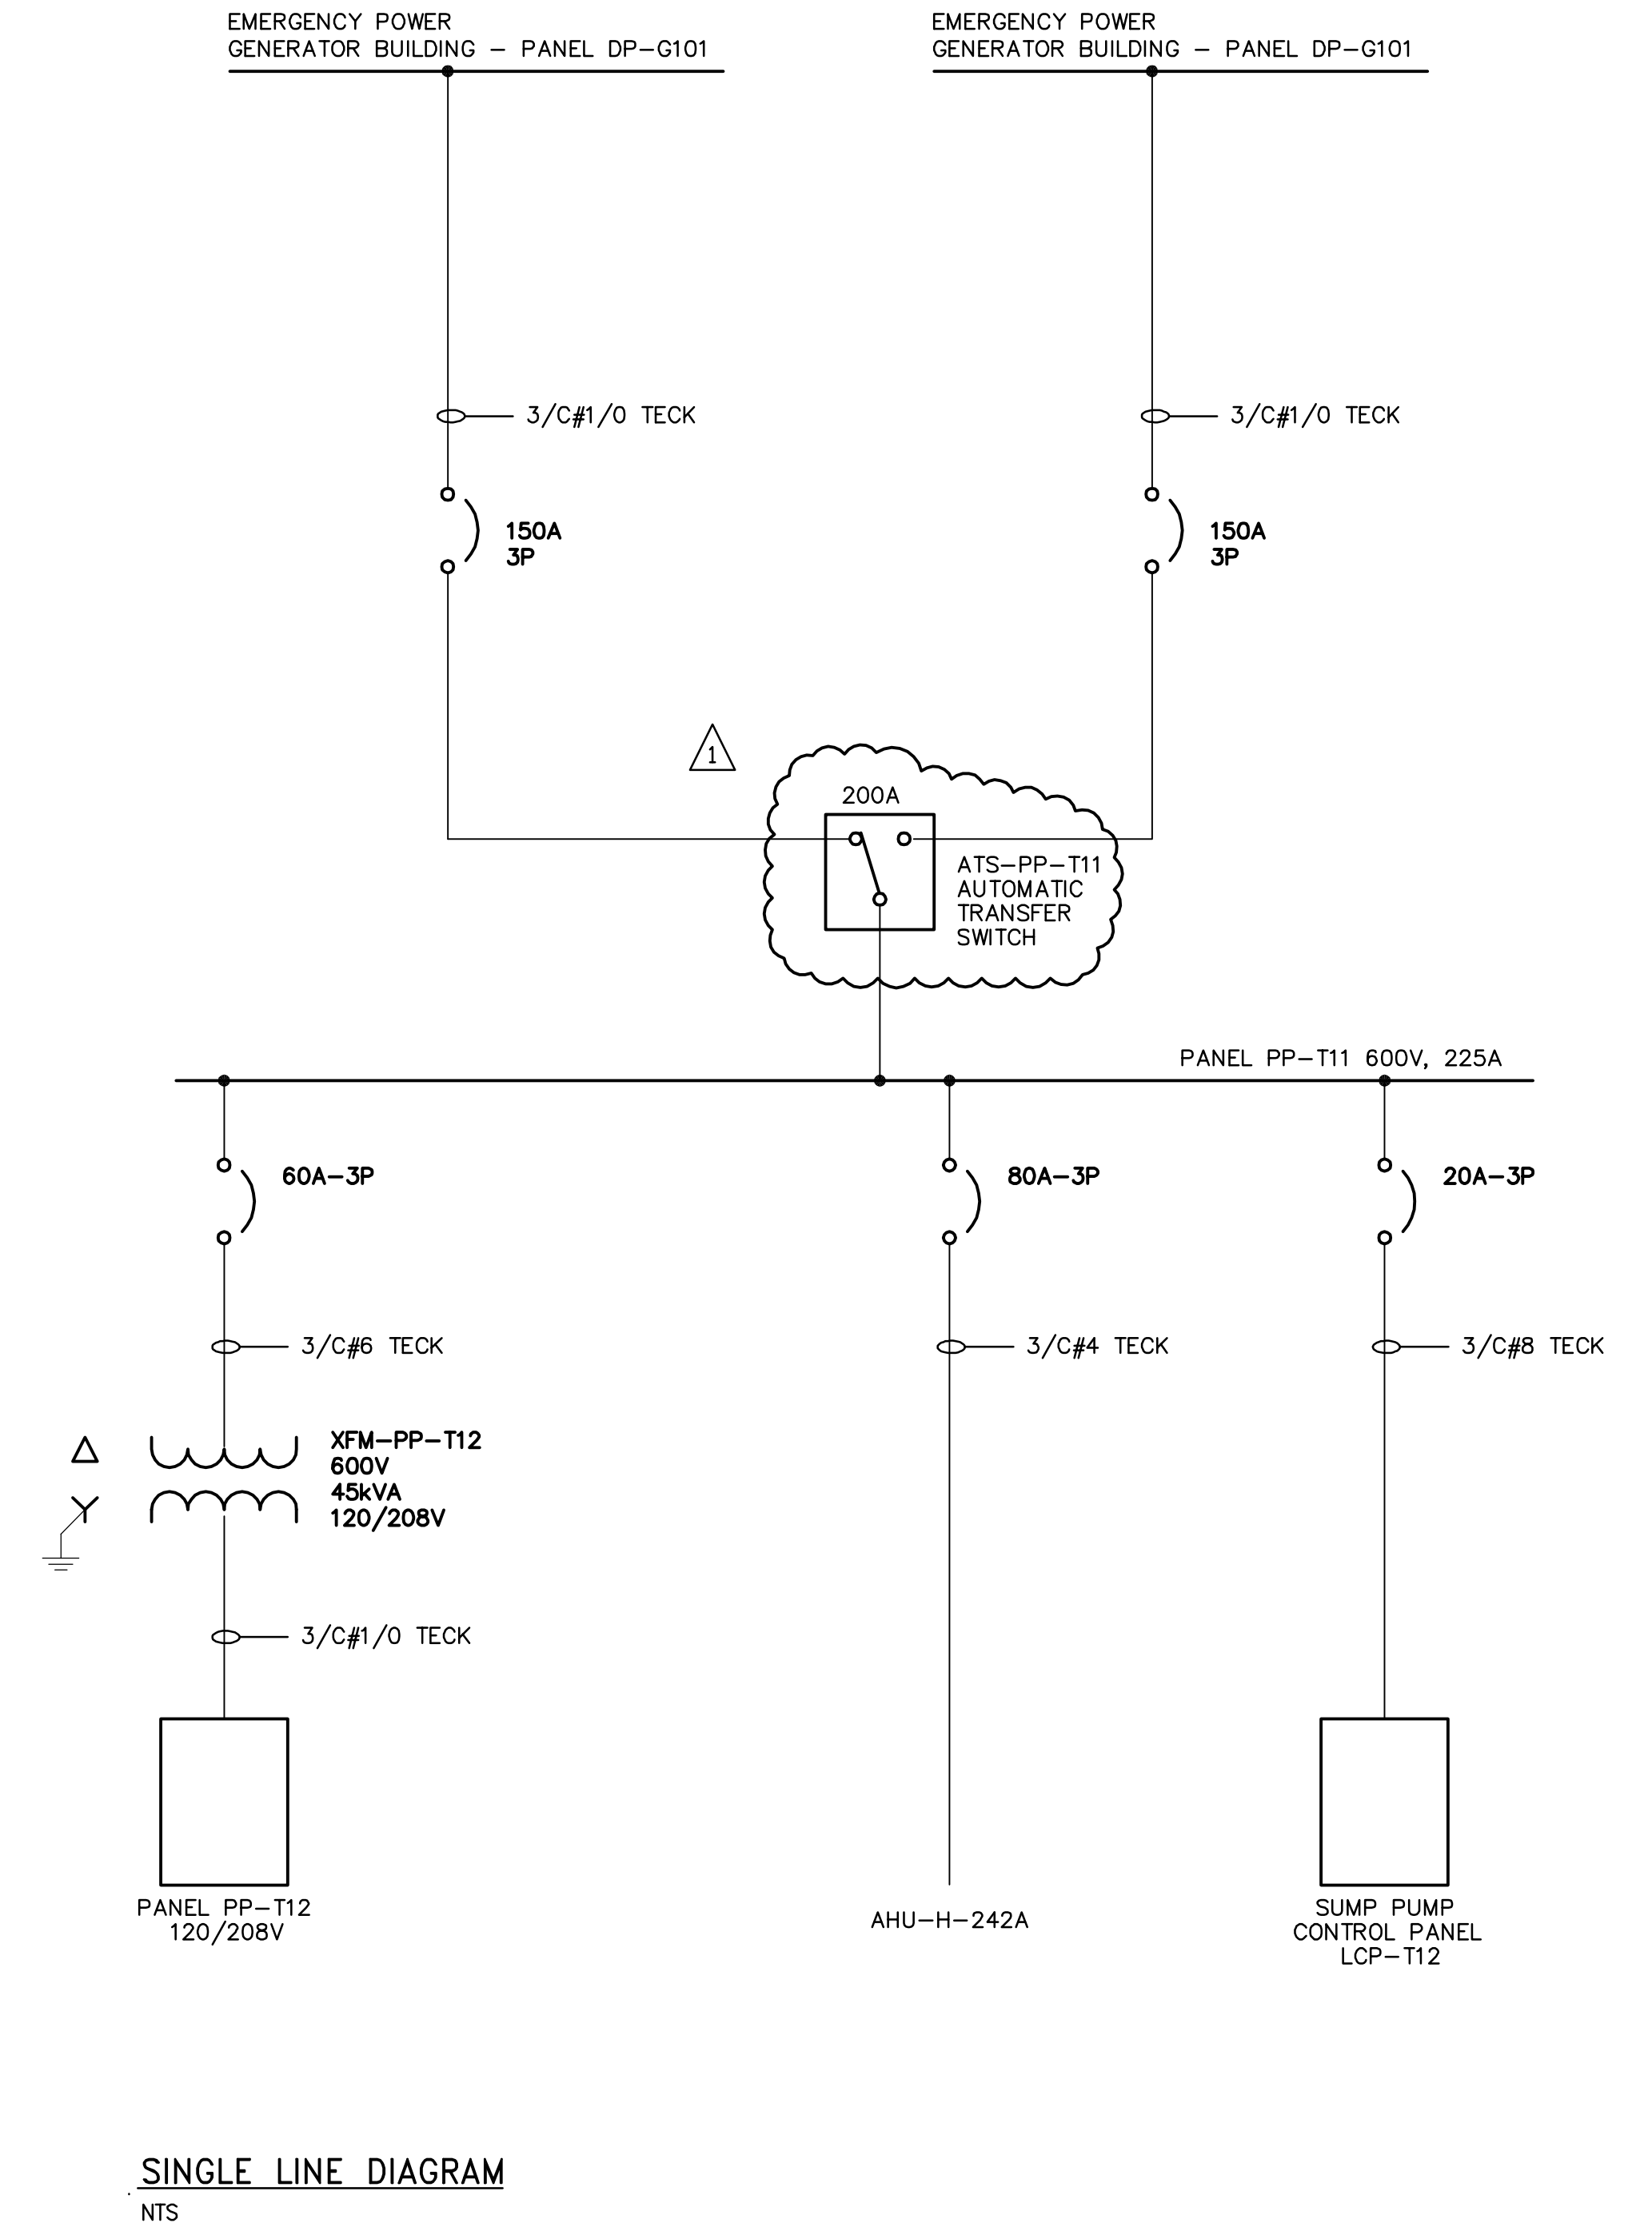 EMERGENCY POWER
GENERATOR BUILDING - PANEL DP-G101
EMERGENCY POWER
GENERATOR BUILDING - PANEL DP-G101
3/C#1/0 TECK
3/C#1/0 TECK
150A
3P
150A
3P
1
200A
ATS-PP-T11
AUTOMATIC
TRANSFER
SWITCH
PANEL PP-T11 600V, 225A
60A-3P
80A-3P
20A-3P
3/C#6 TECK
3/C#4 TECK
3/C#8 TECK
XFM-PP-T12
600V
45kVA
120/208V
3/C#1/0 TECK
PANEL PP-T12
120/208V
AHU-H-242A
SUMP PUMP
CONTROL PANEL
LCP-T12
SINGLE LINE DIAGRAM
NTS